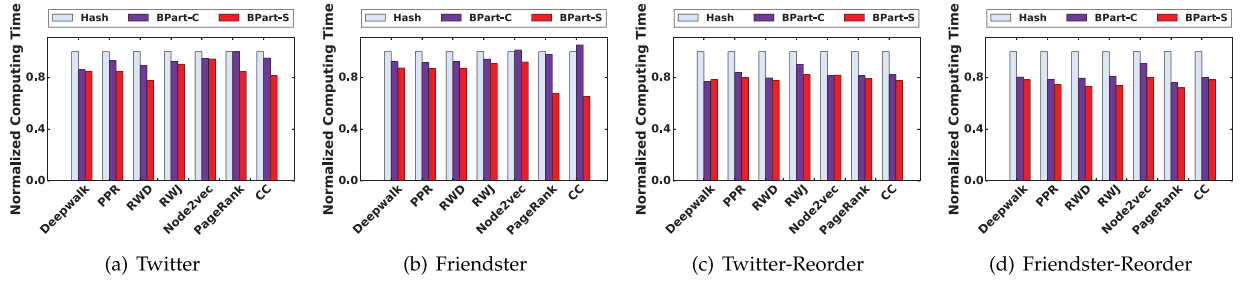 Hash BPart-C BPart-S
Normalized Computing Time
0.8
0.4
0.0
Deepwalk
PPR
RWD
RWJ
Node2vec
PageRank
CC
(a) Twitter
Hash BPart-C BPart-S
Normalized Computing Time
0.8
0.4
0.0
Deepwalk
PPR
RWD
RWJ
Node2vec
PageRank
CC
(b) Friendster
Hash BPart-C BPart-S
Normalized Computing Time
0.8
0.4
0.0
Deepwalk
PPR
RWD
RWJ
Node2vec
PageRank
CC
(c) Twitter-Reorder
Hash BPart-C BPart-S
Normalized Computing Time
0.8
0.4
0.0
Deepwalk
PPR
RWD
RWJ
Node2vec
PageRank
CC
(d) Friendster-Reorder